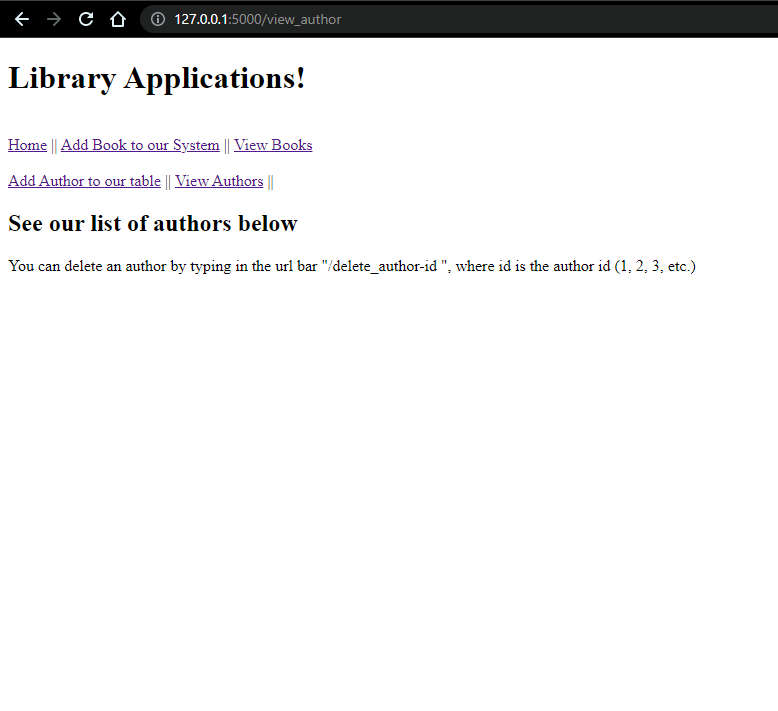 127.0.0.1:5000/view_author
Library Applications!
Home || Add Book to our System || View Books
Add Author to our table || View Authors ||
See our list of authors below
You can delete an author by typing in the url bar "/delete_author-id ", where id is the author id (1, 2, 3, etc.)